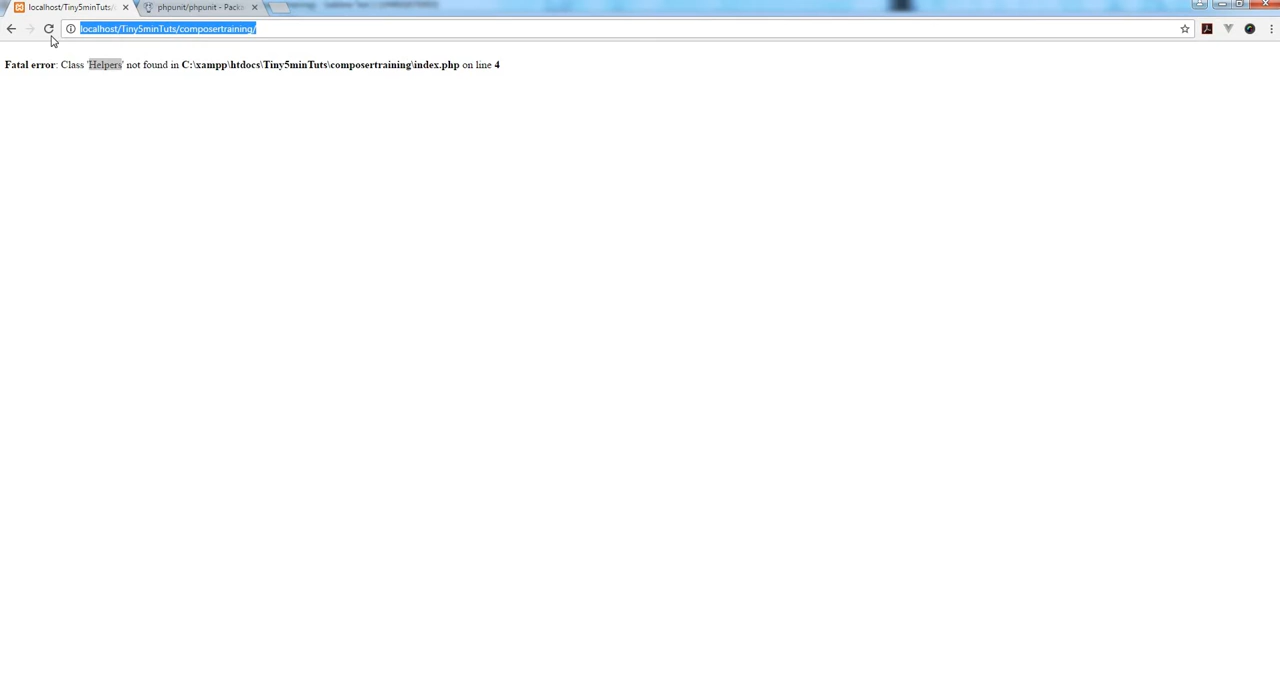 localhost/Tiny5minTuts/ phpunit/phpunit - Pack
localhost/Tiny5minTuts/composertraining/
Fatal error: Class 'Helpers' not found in C:\xampp\htdocs\Tiny5minTuts\composertraining\index.php on line 4